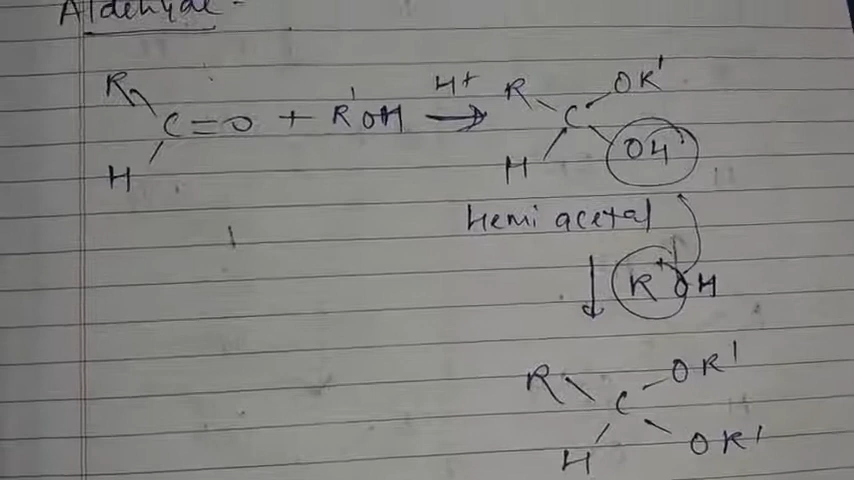 Aldehyde -
R C=O + R'OH H+ → R C OR'
H H OH
Hemi acetal
↓ R'OH
R C OR'
H OR'